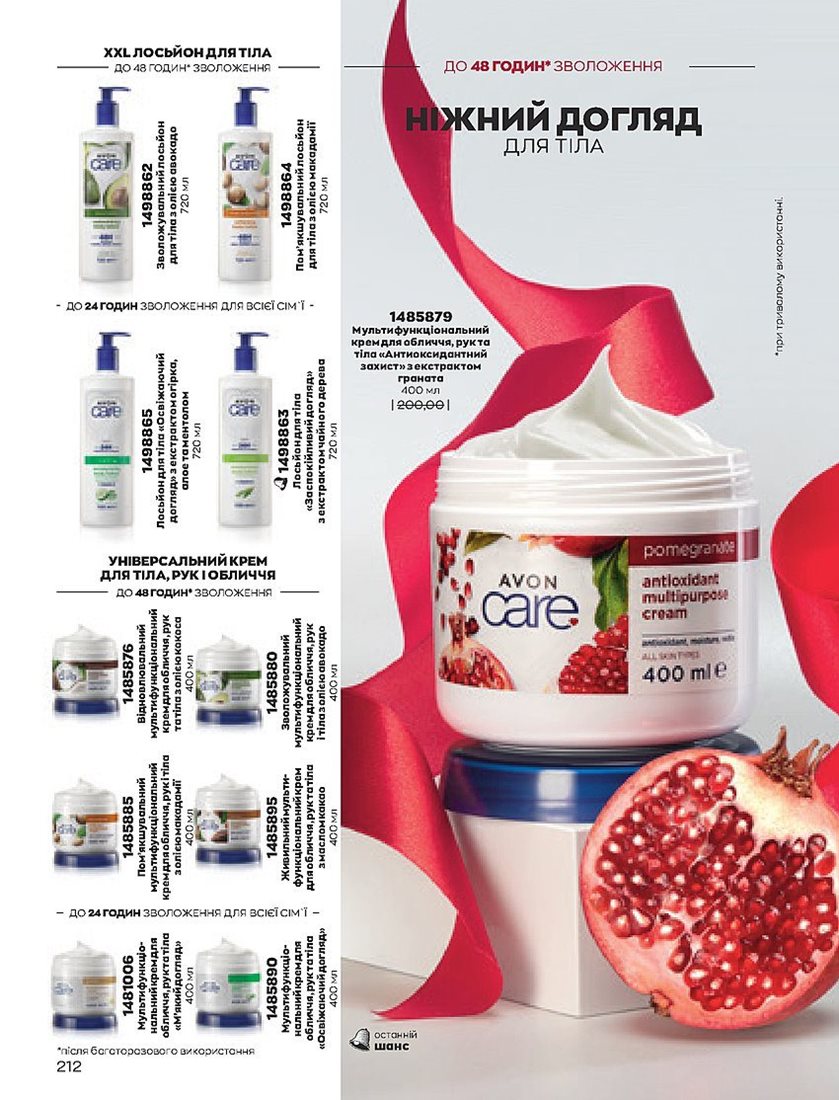 XXL ЛОСЬЙОН ДЛЯ ТІЛА
ДО 48 ГОДИН* ЗВОЛОЖЕННЯ
1498862
Зволожувальний лосьйон
для тіла з олією авокадо
720 мл
1498864
Пом'якшувальний лосьйон
для тіла з олією макадамії
720 мл
- ДО 24 ГОДИН ЗВОЛОЖЕННЯ ДЛЯ ВСІЄЇ СІМ`Ї -
1498865
Лосьйон для тіла «Освіжаючий
догляд» з екстрактом огірка,
алое та ментолом
720 мл
1498863
Лосьйон для тіла
«Заспокійливий догляд»
з екстрактом чайного дерева
720 мл
УНІВЕРСАЛЬНИЙ КРЕМ
ДЛЯ ТІЛА, РУК І ОБЛИЧЧЯ
ДО 48 ГОДИН* ЗВОЛОЖЕННЯ
1485876
Відновлювальний
мультифункціональний
крем для обличчя, рук
та тіла з олією кокоса
400 мл
1485880
Зволожувальний
мультифункціональний
крем для обличчя, рук
і тіла з олією авокадо
400 мл
1485885
Пом'якшувальний
мультифункціональний
крем для обличчя, рук і тіла
з олією макадамії
400 мл
1485895
Живильний мульти-
функціональний крем
для обличчя, рук та тіла
з маслом какао
400 мл
ДО 24 ГОДИН ЗВОЛОЖЕННЯ ДЛЯ ВСІЄЇ СІМ`Ї
1481006
Мультифункціо-
нальний крем для
обличчя, рук та тіла
«М'який догляд»
400 мл
1485890
Мультифункціо-
нальний крем для
обличчя, рук та тіла
«Освіжаючий догляд»
400 мл
*після багаторазового використання
212
ДО 48 ГОДИН* ЗВОЛОЖЕННЯ
НІЖНИЙ ДОГЛЯД
ДЛЯ ТІЛА
*при тривалому використанні.
1485879
Мультифункціональний
крем для обличчя, рук та
тіла «Антиоксидантний
захист» з екстрактом
граната
400 мл
| 200,00 |
AVON
care
pomegranate
antioxidant
multipurpose
cream
ALL SKIN TYPES
400 ml e
останній
шанс